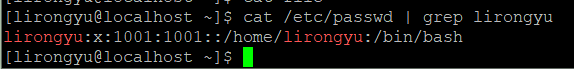 [lirongyu@localhost ~]$ cat /etc/passwd | grep lirongyu
lirongyu:x:1001:1001::/home/lirongyu:/bin/bash
[lirongyu@localhost ~]$